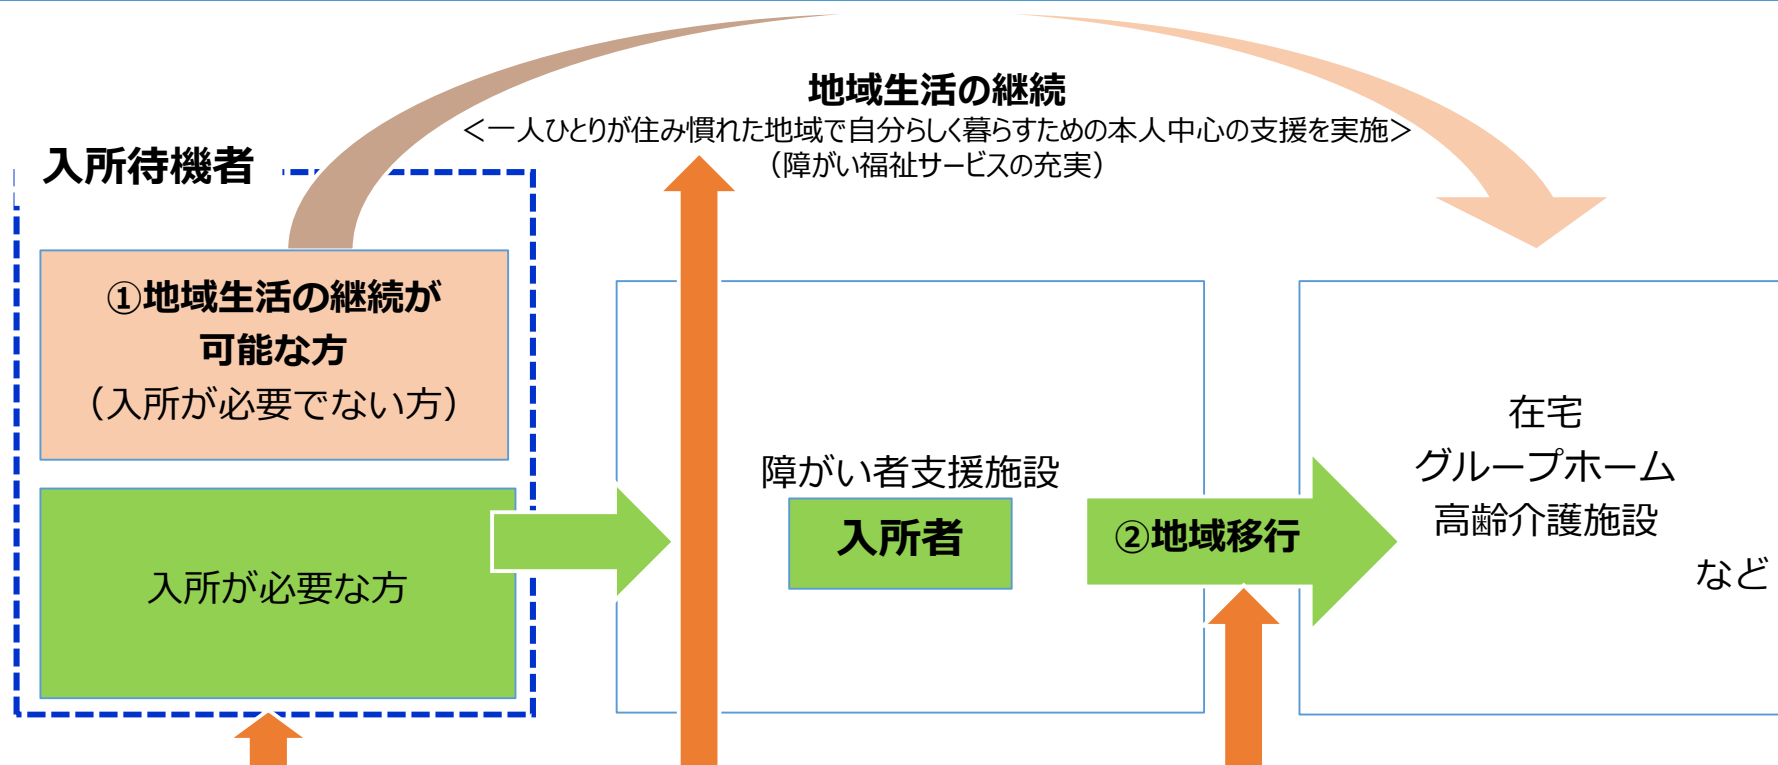 地域生活の継続
＜一人ひとりが住み慣れた地域で自分らしく暮らすための本人中心の支援を実施＞
（障がい福祉サービスの充実）
入所待機者
①地域生活の継続が
可能な方
（入所が必要でない方）
入所が必要な方
障がい者支援施設
入所者
②地域移行
在宅
グループホーム
高齢介護施設
など